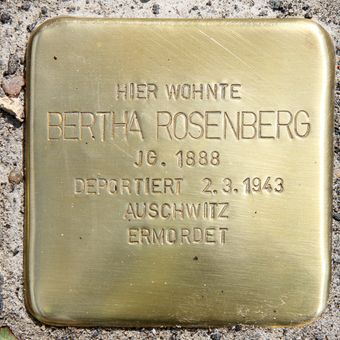 HIER WOHNTE
BERTHA ROSENBERG
JG. 1888
DEPORTIERT 2.3.1943
AUSCHWITZ
ERMORDET